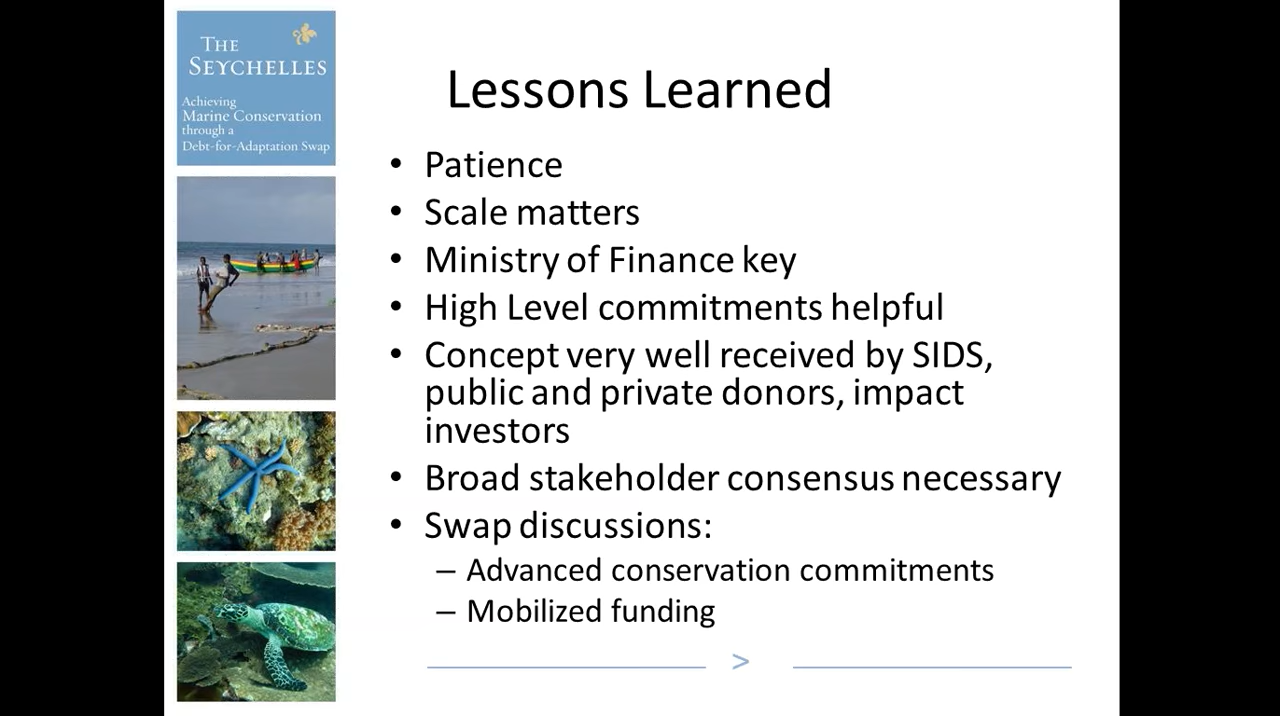 THE
SEYCHELLES
Achieving
Marine Conservation
through a
Debt-for-Adaptation Swap
Lessons Learned
• Patience
• Scale matters
• Ministry of Finance key
• High Level commitments helpful
• Concept very well received by SIDS,
public and private donors, impact
investors
• Broad stakeholder consensus necessary
• Swap discussions:
– Advanced conservation commitments
– Mobilized funding
>